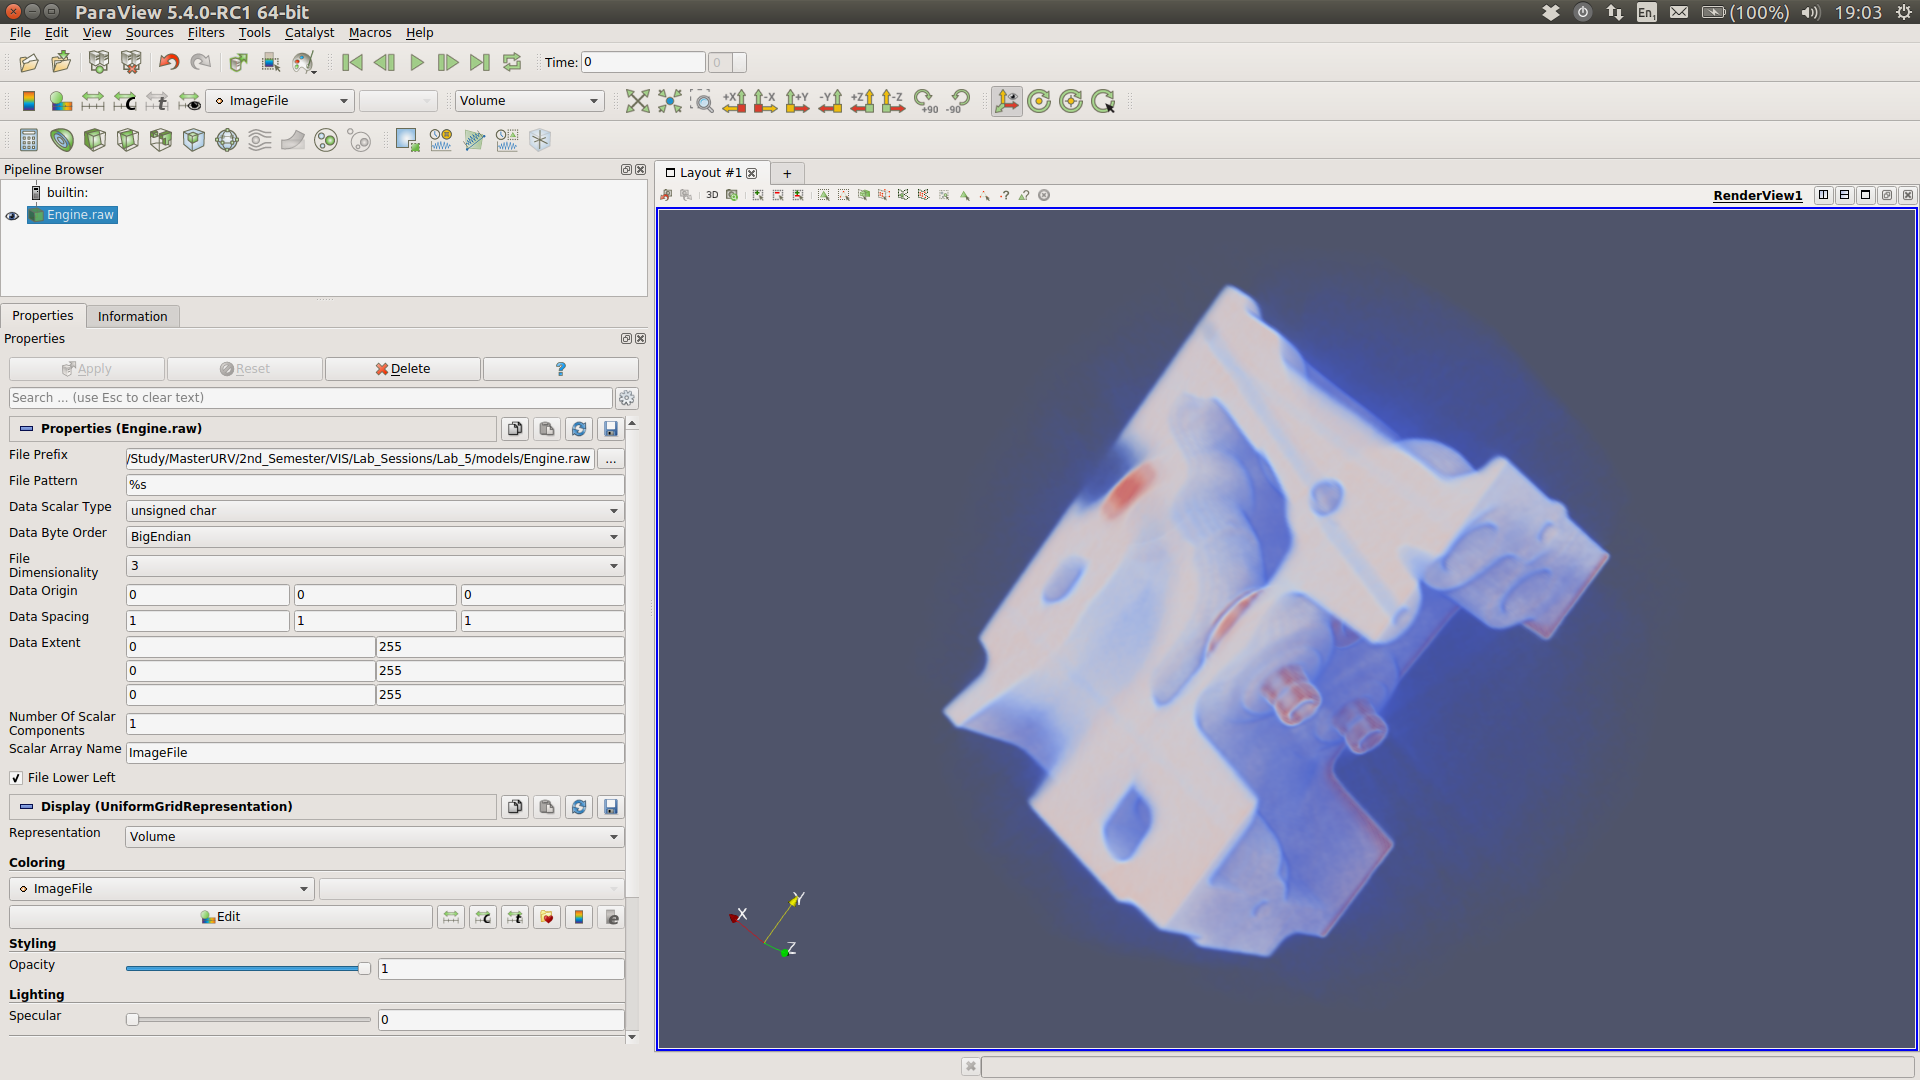 ParaView 5.4.0-RC1 64-bit
En1 (100%) 19:03
File Edit View Sources Filters Tools Catalyst Macros Help
Time: 0 0
ImageFile Volume +X -X +Y -Y +Z -Z +90 -90
Pipeline Browser
builtin:
Engine.raw
Properties Information
Properties
Apply Reset Delete ?
Search ... (use Esc to clear text)
Properties (Engine.raw)
File Prefix /Study/MasterURV/2nd_Semester/VIS/Lab_Sessions/Lab_5/models/Engine.raw ...
File Pattern %s
Data Scalar Type unsigned char
Data Byte Order BigEndian
File Dimensionality 3
Data Origin 0 0 0
Data Spacing 1 1 1
Data Extent 0 255
0 255
0 255
Number Of Scalar Components 1
Scalar Array Name ImageFile
File Lower Left
Display (UniformGridRepresentation)
Representation Volume
Coloring
ImageFile
Edit
Styling
Opacity 1
Lighting
Specular 0
Layout #1 +
3D RenderView1
X Y Z